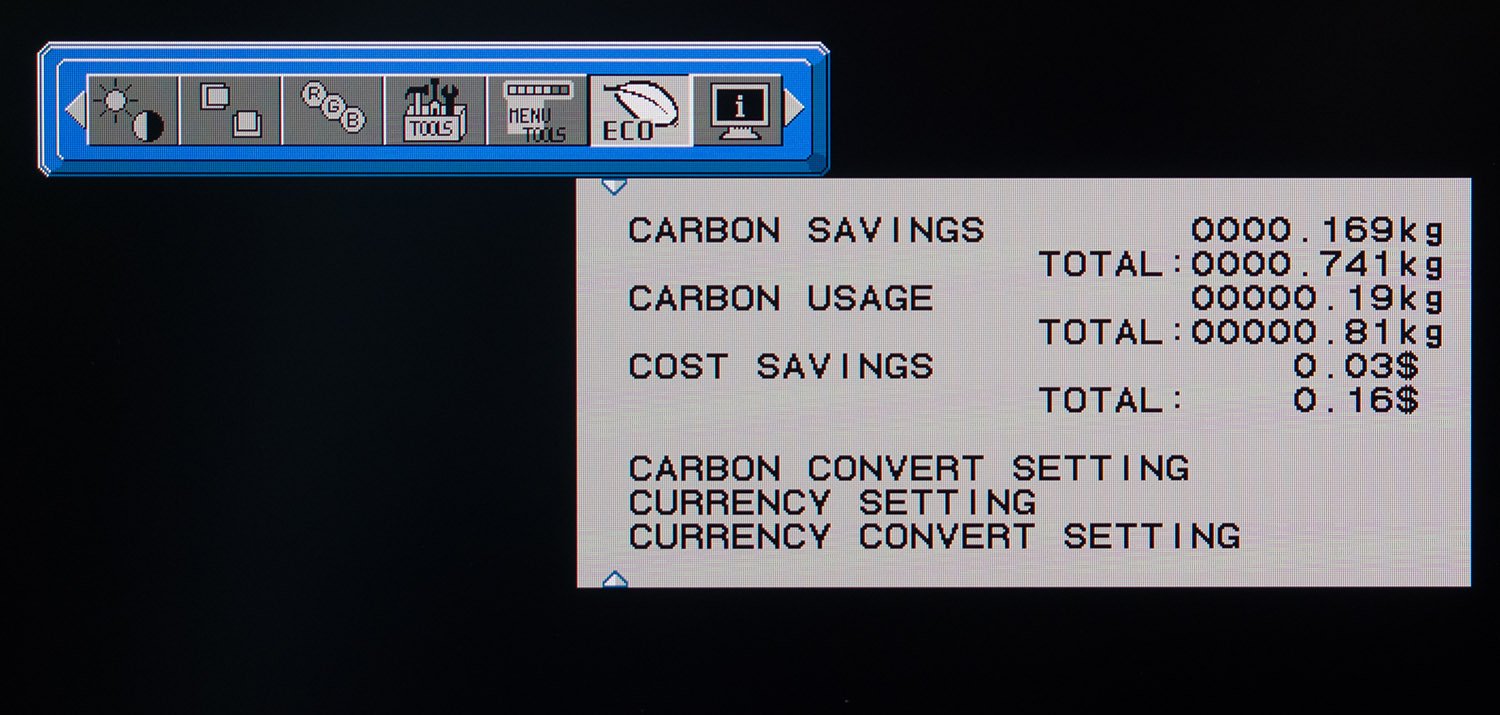 R G B
TOOLS
MENU TOOLS
ECO
i
CARBON SAVINGS 0000.169kg
TOTAL:0000.741kg
CARBON USAGE 00000.19kg
TOTAL:00000.81kg
COST SAVINGS 0.03$
TOTAL: 0.16$
CARBON CONVERT SETTING
CURRENCY SETTING
CURRENCY CONVERT SETTING